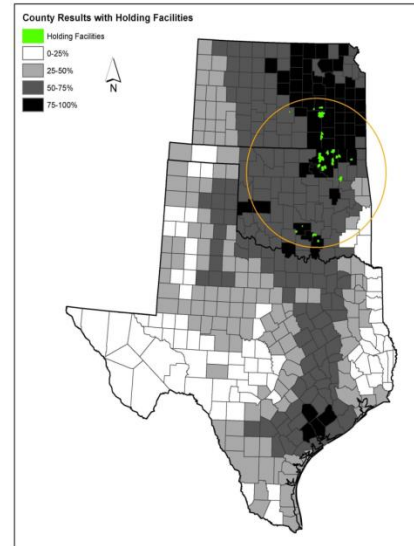 County Results with Holding Facilities
Holding Facilities
0-25%
25-50%
50-75%
75-100%
N